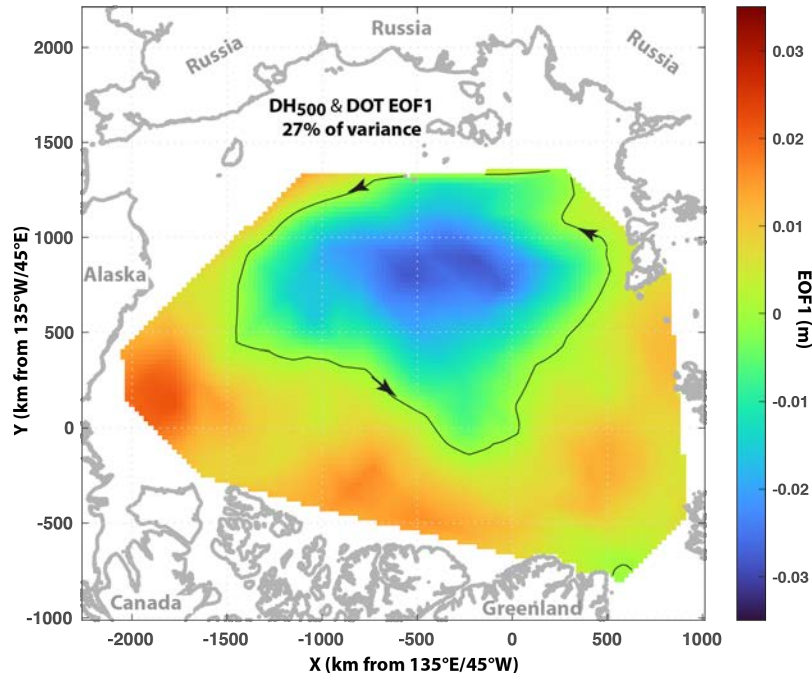 Russia
Russia
Russia
DH500 & DOT EOF1
27% of variance
Alaska
Canada
Greenland
2000
1500
1000
500
0
-500
-1000
Y (km from 135°W/45°E)
-2000
-1500
-1000
-500
0
500
1000
X (km from 135°E/45°W)
0.03
0.02
0.01
0
-0.01
-0.02
-0.03
EOF1 (m)